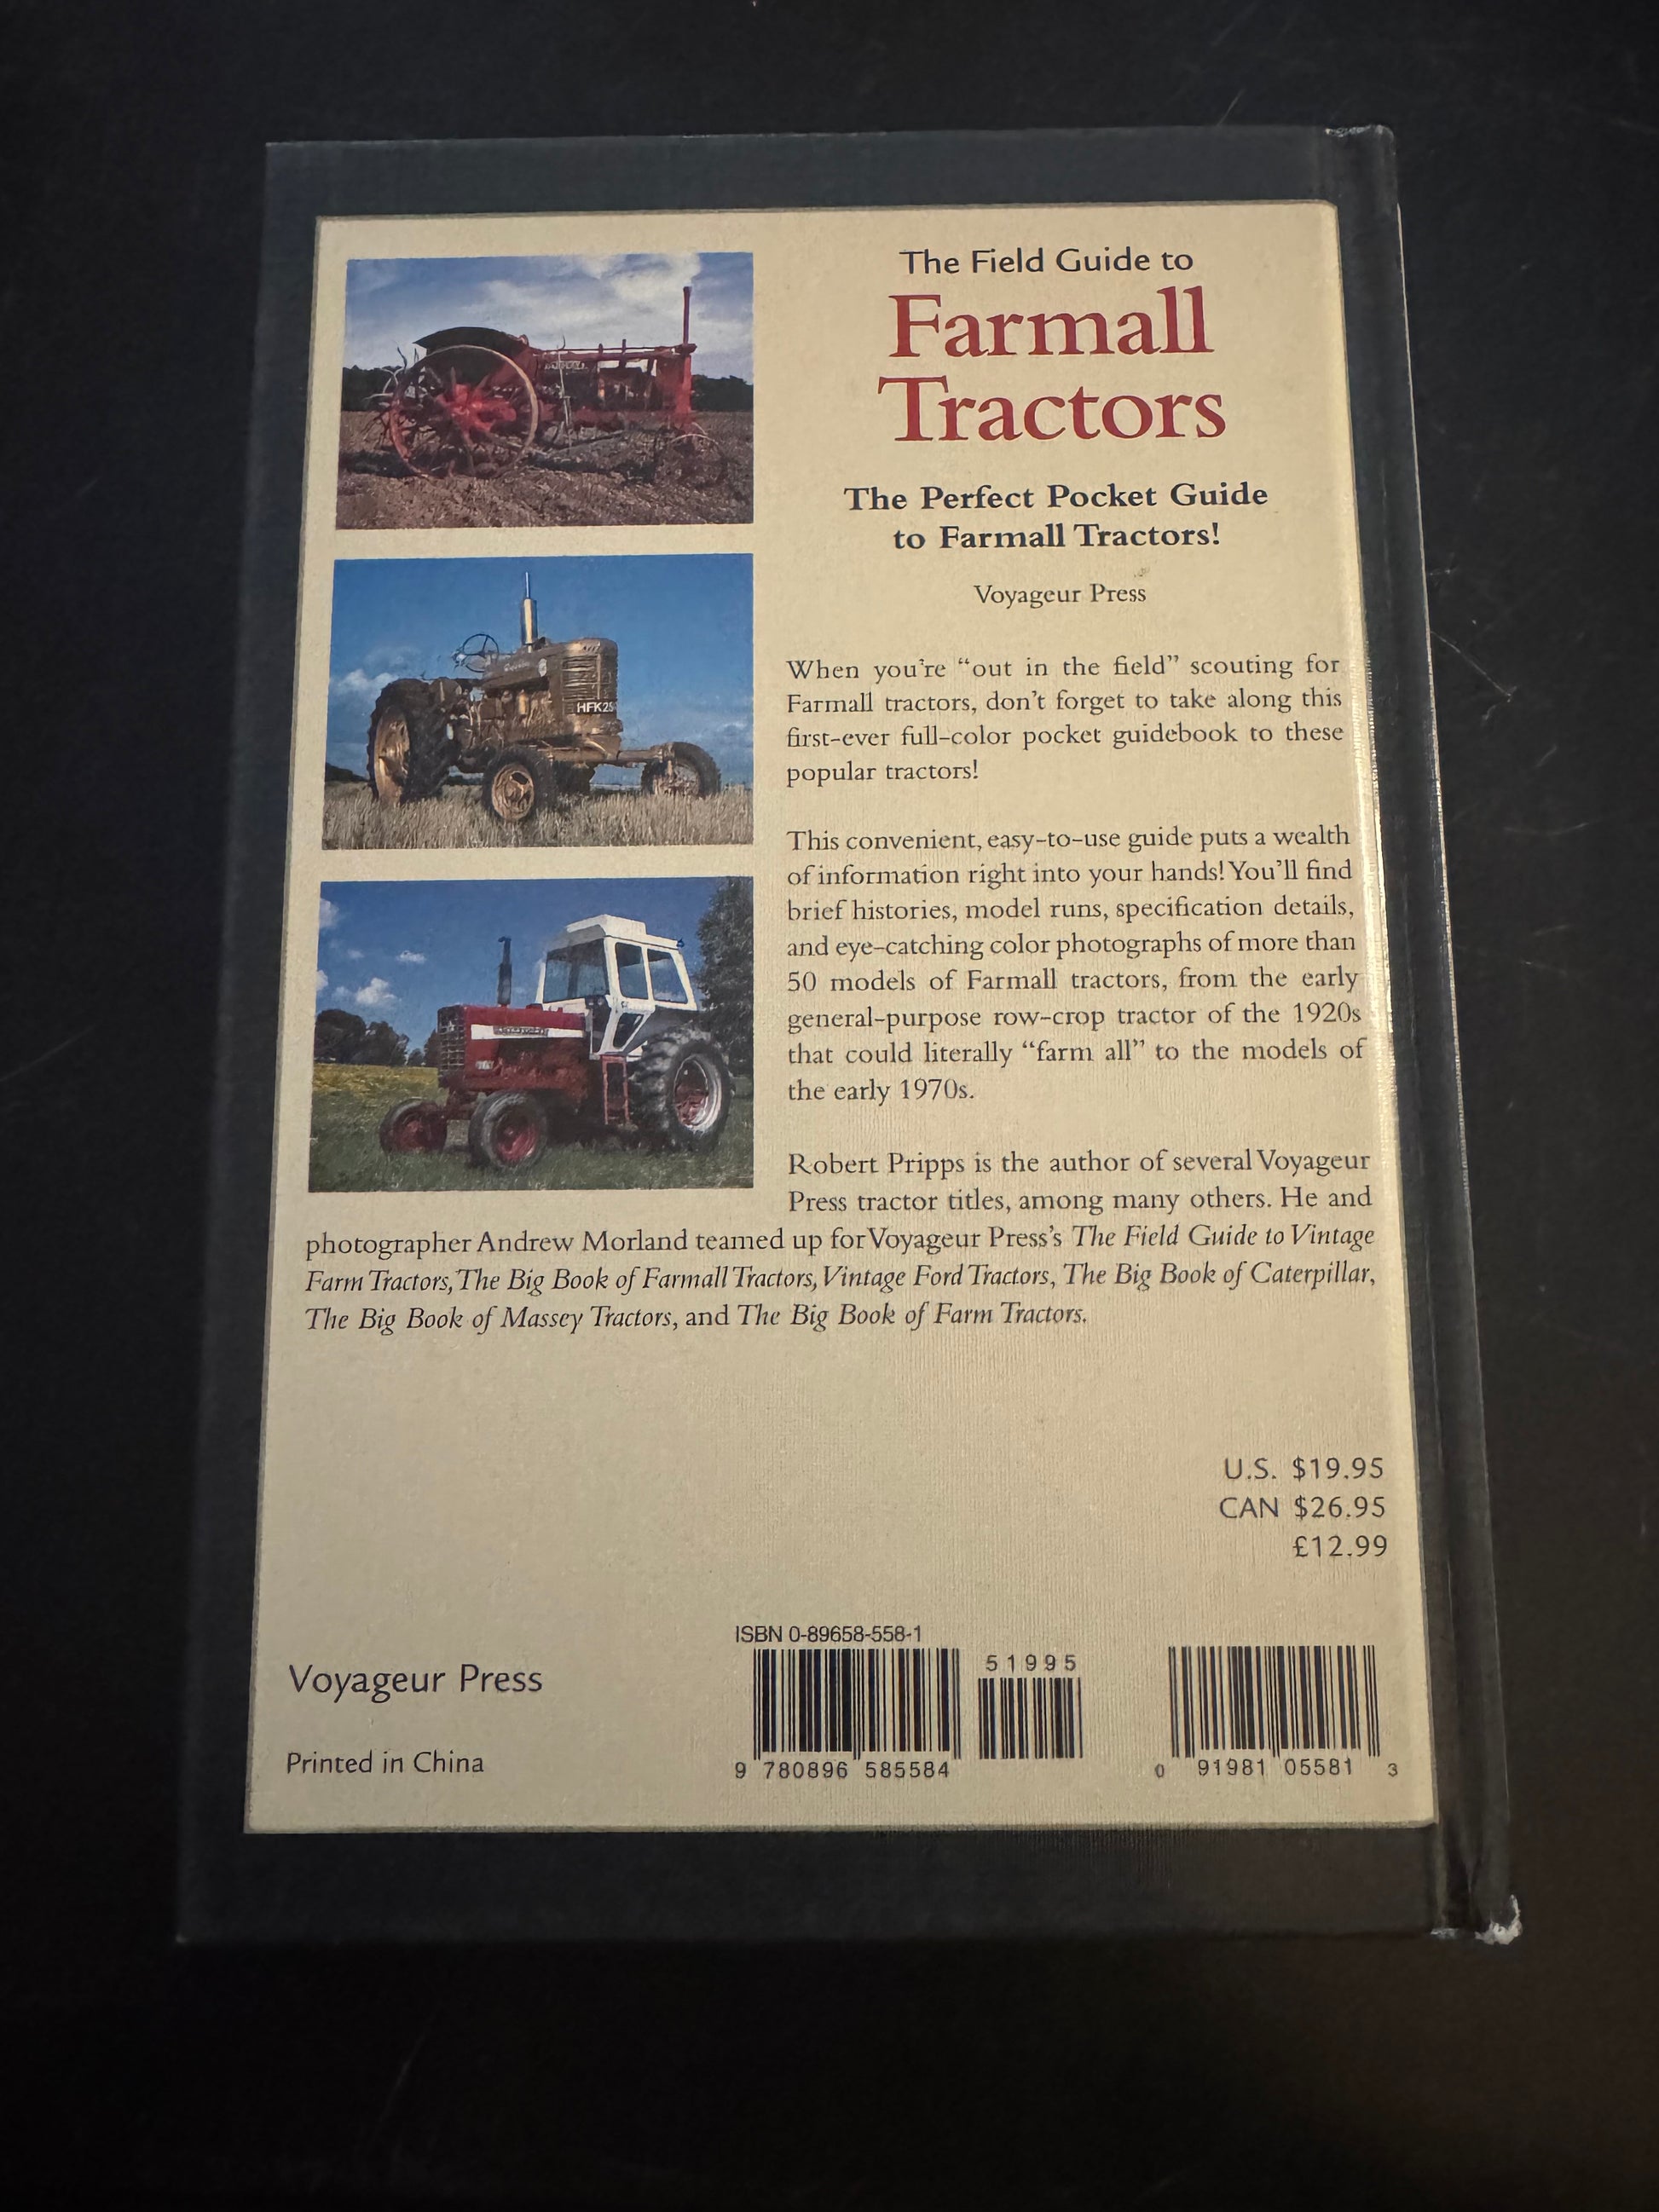 The Field Guide to
Farmall
Tractors
The Perfect Pocket Guide
to Farmall Tractors!
Voyageur Press
When you're “out in the field” scouting for
Farmall tractors, don't forget to take along this
first-ever full-color pocket guidebook to these
popular tractors!
This convenient, easy-to-use guide puts a wealth
of information right into your hands! You'll find
brief histories, model runs, specification details,
and eye-catching color photographs of more than
50 models of Farmall tractors, from the early
general-purpose row-crop tractor of the 1920s
that could literally “farm all” to the models of
the early 1970s.
Robert Pripps is the author of several Voyageur
Press tractor titles, among many others. He and
photographer Andrew Morland teamed up for Voyageur Press's The Field Guide to Vintage
Farm Tractors, The Big Book of Farmall Tractors, Vintage Ford Tractors, The Big Book of Caterpillar,
The Big Book of Massey Tractors, and The Big Book of Farm Tractors.
HFK25
U.S. $19.95
CAN $26.95
£12.99
Voyageur Press
Printed in China
ISBN 0-89658-558-1
51995
9 780896 585584
0 91981 05581 3